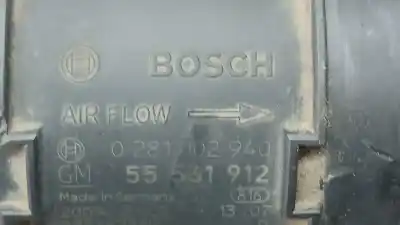 BOSCH
AIR FLOW
0 281 002 940
GM 55 561 912
Made in Germany